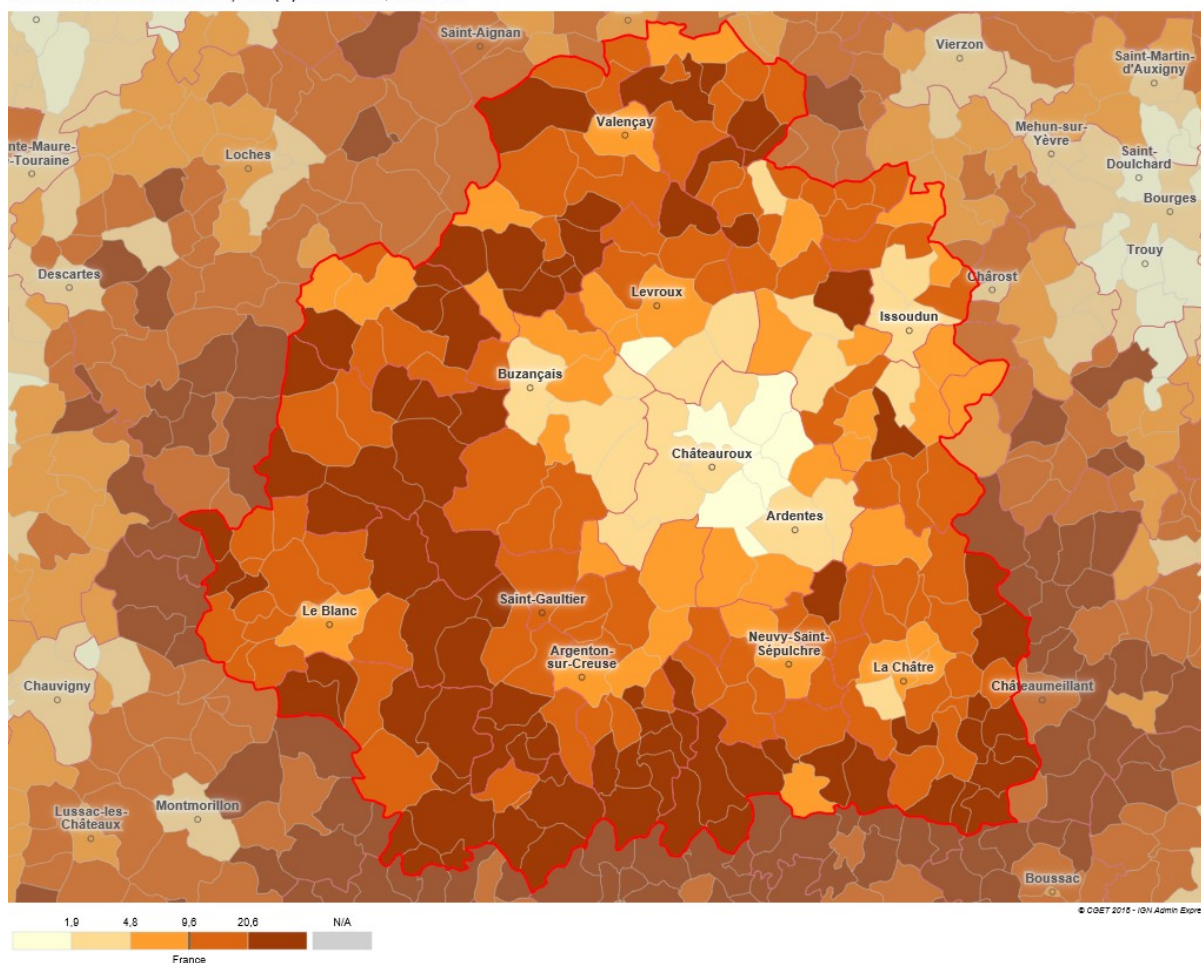 Saint-Aignan
Vierzon
Saint-Martin-
d'Auxigny
Valençay
Mehun-sur-
Yèvre
nte-Maure-
-Touraine
Loches
Saint-
Doulchard
Bourges
Trouy
Descartes
Chârost
Levroux
Issoudun
Buzançais
Châteauroux
Ardentes
Saint-Gaultier
Le Blanc
Argenton-
sur-Creuse
Neuvy-Saint-
Sépulchre
La Châtre
Chauvigny
Châteaumeillant
Lussac-les-
Châteaux
Montmorillon
Boussac
© CGET 2018 - IGN Admin Expre
1,9 4,8 9,6 20,6 N/A
France